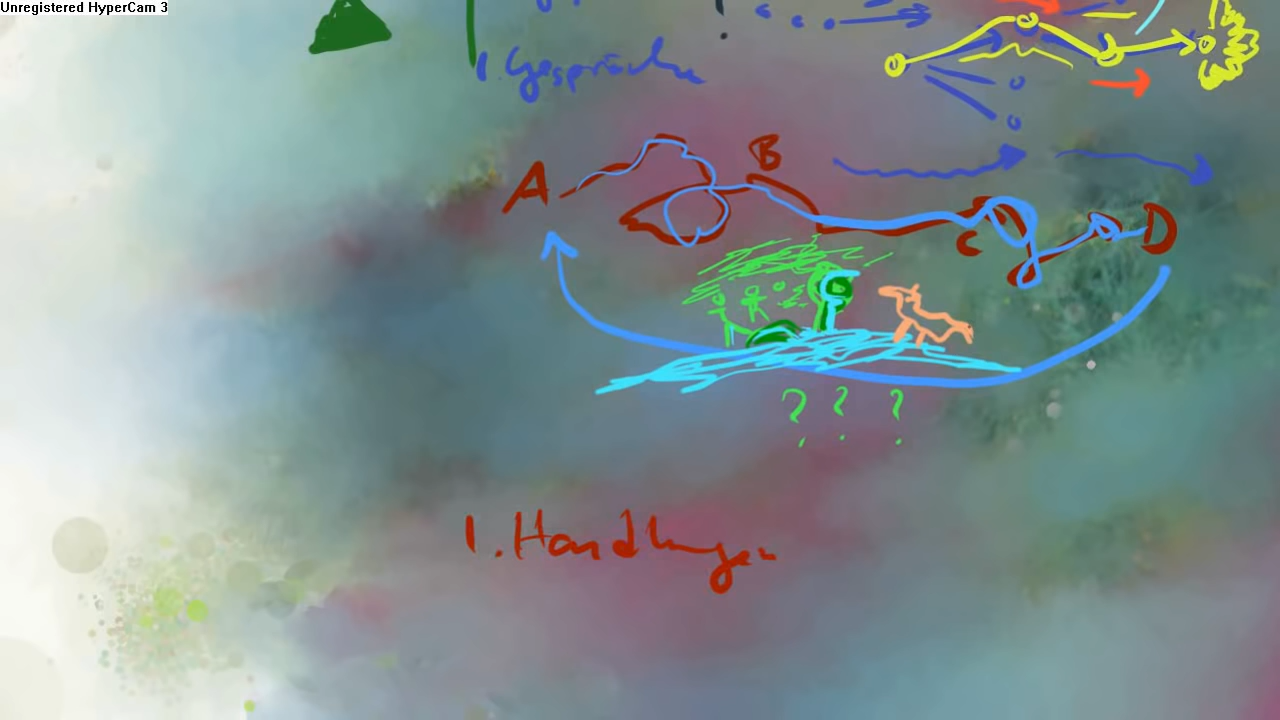 Unregistered HyperCam 3
1. Gespräche
A
B
C
D
? ? ?
1. Handlungen